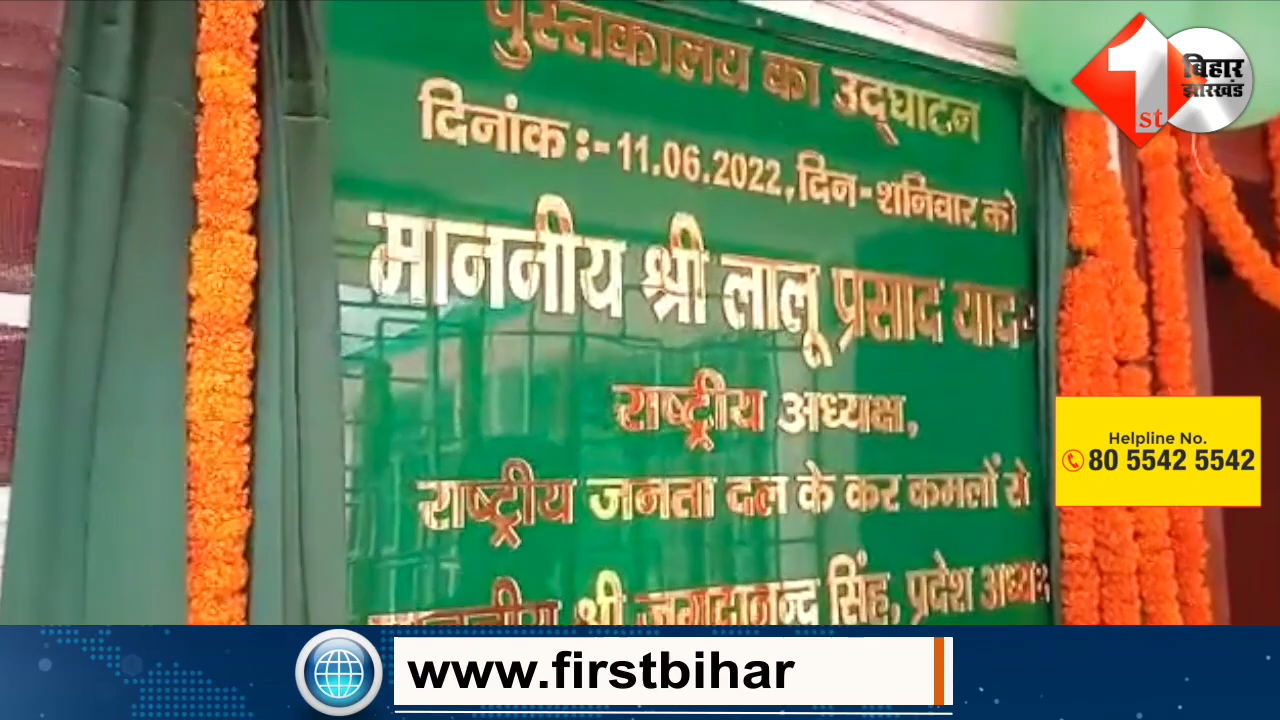 पुस्तकालय का उद्घाटन
दिनांक :- 11.06.2022, दिन - शनिवार को
माननीय श्री लालू प्रसाद
राष्ट्रीय अध्यक्ष,
राष्ट्रीय जनता दल के कर कमलों से
माननीय श्री जगदानन्द सिंह, प्रदेश
1st
बिहार
झारखंड
Helpline No.
80 5542 5542
www.firstbihar